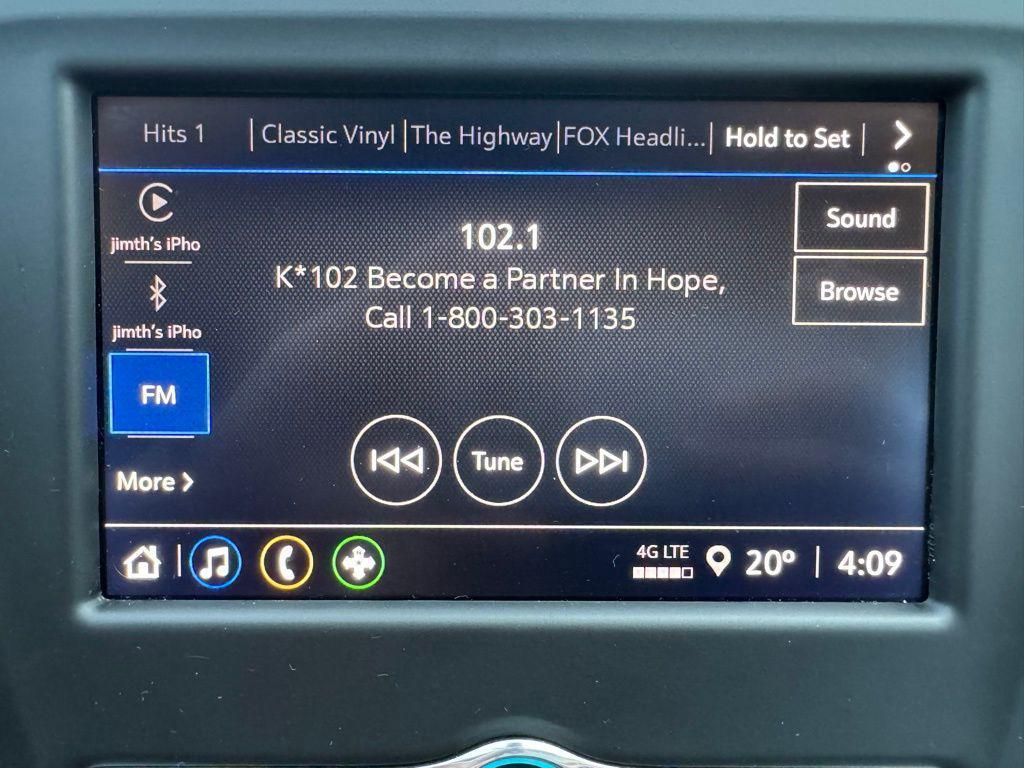 Hits 1 | Classic Vinyl | The Highway | FOX Headli... | Hold to Set |
jimth's iPho
jimth's iPho
FM
More >
102.1
K*102 Become a Partner In Hope,
Call 1-800-303-1135
Sound
Browse
Tune
4G LTE 20° | 4:09